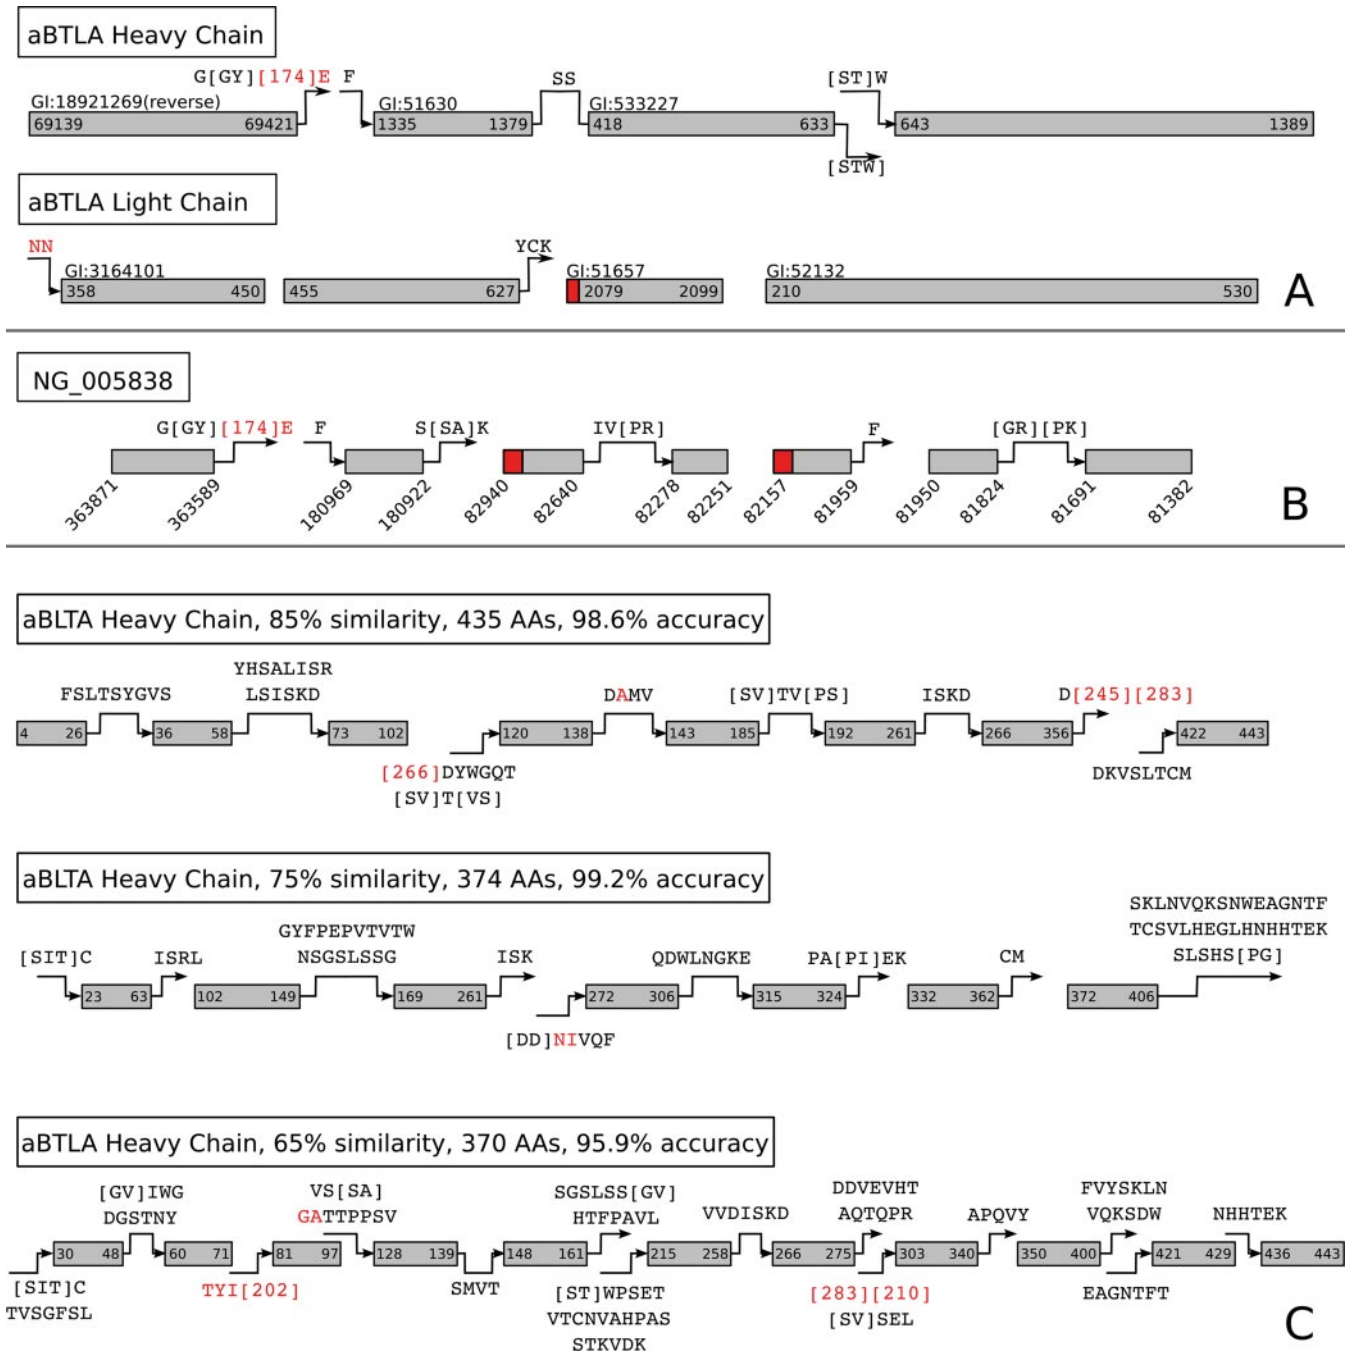 aBTLA Heavy Chain
G[GY][174]E F SS [ST]W
GI:18921269(reverse) GI:51630 GI:533227
69139 69421 1335 1379 418 633 643 1389
[STW]
aBTLA Light Chain
NN YCK
GI:3164101 GI:51657 GI:52132
358 450 455 627 2079 2099 210 530
A
NG_005838
G[GY][174]E F S[SA]K IV[PR] F [GR][PK]
363871 363589 180969 180922 82940 82640 82278 82251 82157 81959 81950 81824 81691 81382
B
aBLTA Heavy Chain, 85% similarity, 435 AAs, 98.6% accuracy
YHSALISR
FSLTSYGVS LSISKD DAMV [SV]TV[PS] ISKD D[245][283]
4 26 36 58 73 102 120 138 143 185 192 261 266 356 422 443
[266]DYWGQT DKVSLTCM
[SV]T[VS]
aBLTA Heavy Chain, 75% similarity, 374 AAs, 99.2% accuracy
SKLNVQKSNWEAGNTF
GYFPEPVTVTW TCSVLHEGLHNHHTEK
[SIT]C ISRL NSGSLSSG ISK QDWLNGKE PA[PI]EK CM SLSHS[PG]
23 63 102 149 169 261 272 306 315 324 332 362 372 406
[DD]NIVQF
aBTLA Heavy Chain, 65% similarity, 370 AAs, 95.9% accuracy
[GV]IWG VS[SA] SGSLSS[GV] DDVEVHT FVYSKLN
DGSTNY GATTPPSV HTFPAVL VVDISKD AQTQPR APQVY VQKSDW NHHTEK
30 48 60 71 81 97 128 139 148 161 215 258 266 275 303 340 350 400 421 429 436 443
[SIT]C TYI[202] SMVT [ST]WPSET [283][210] EAGNTFT
TVSGFSL VTCNVAHPAS [SV]SEL
STKVDK
C